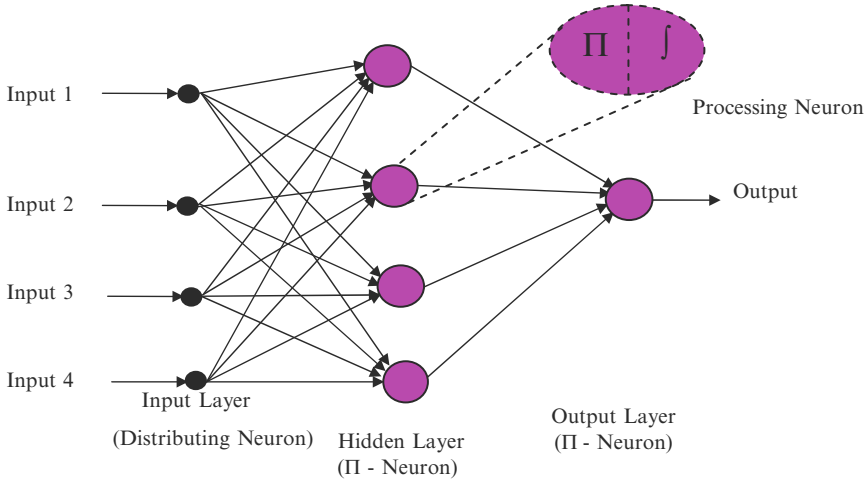 Π ∫
Processing Neuron
Input 1
Input 2
Output
Input 3
Input 4
Input Layer
(Distributing Neuron)
Hidden Layer
(Π - Neuron)
Output Layer
(Π - Neuron)